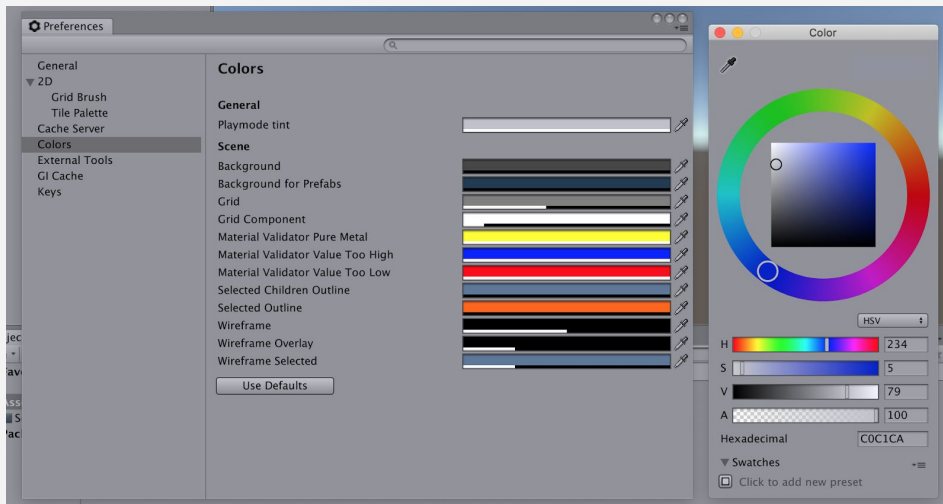 Preferences
General
2D
Grid Brush
Tile Palette
Cache Server
Colors
External Tools
GI Cache
Keys
Colors
General
Playmode tint
Scene
Background
Background for Prefabs
Grid
Grid Component
Material Validator Pure Metal
Material Validator Value Too High
Material Validator Value Too Low
Selected Children Outline
Selected Outline
Wireframe
Wireframe Overlay
Wireframe Selected
Use Defaults
Color
HSV
H 234
S 5
V 79
A 100
Hexadecimal C0C1CA
Swatches
Click to add new preset